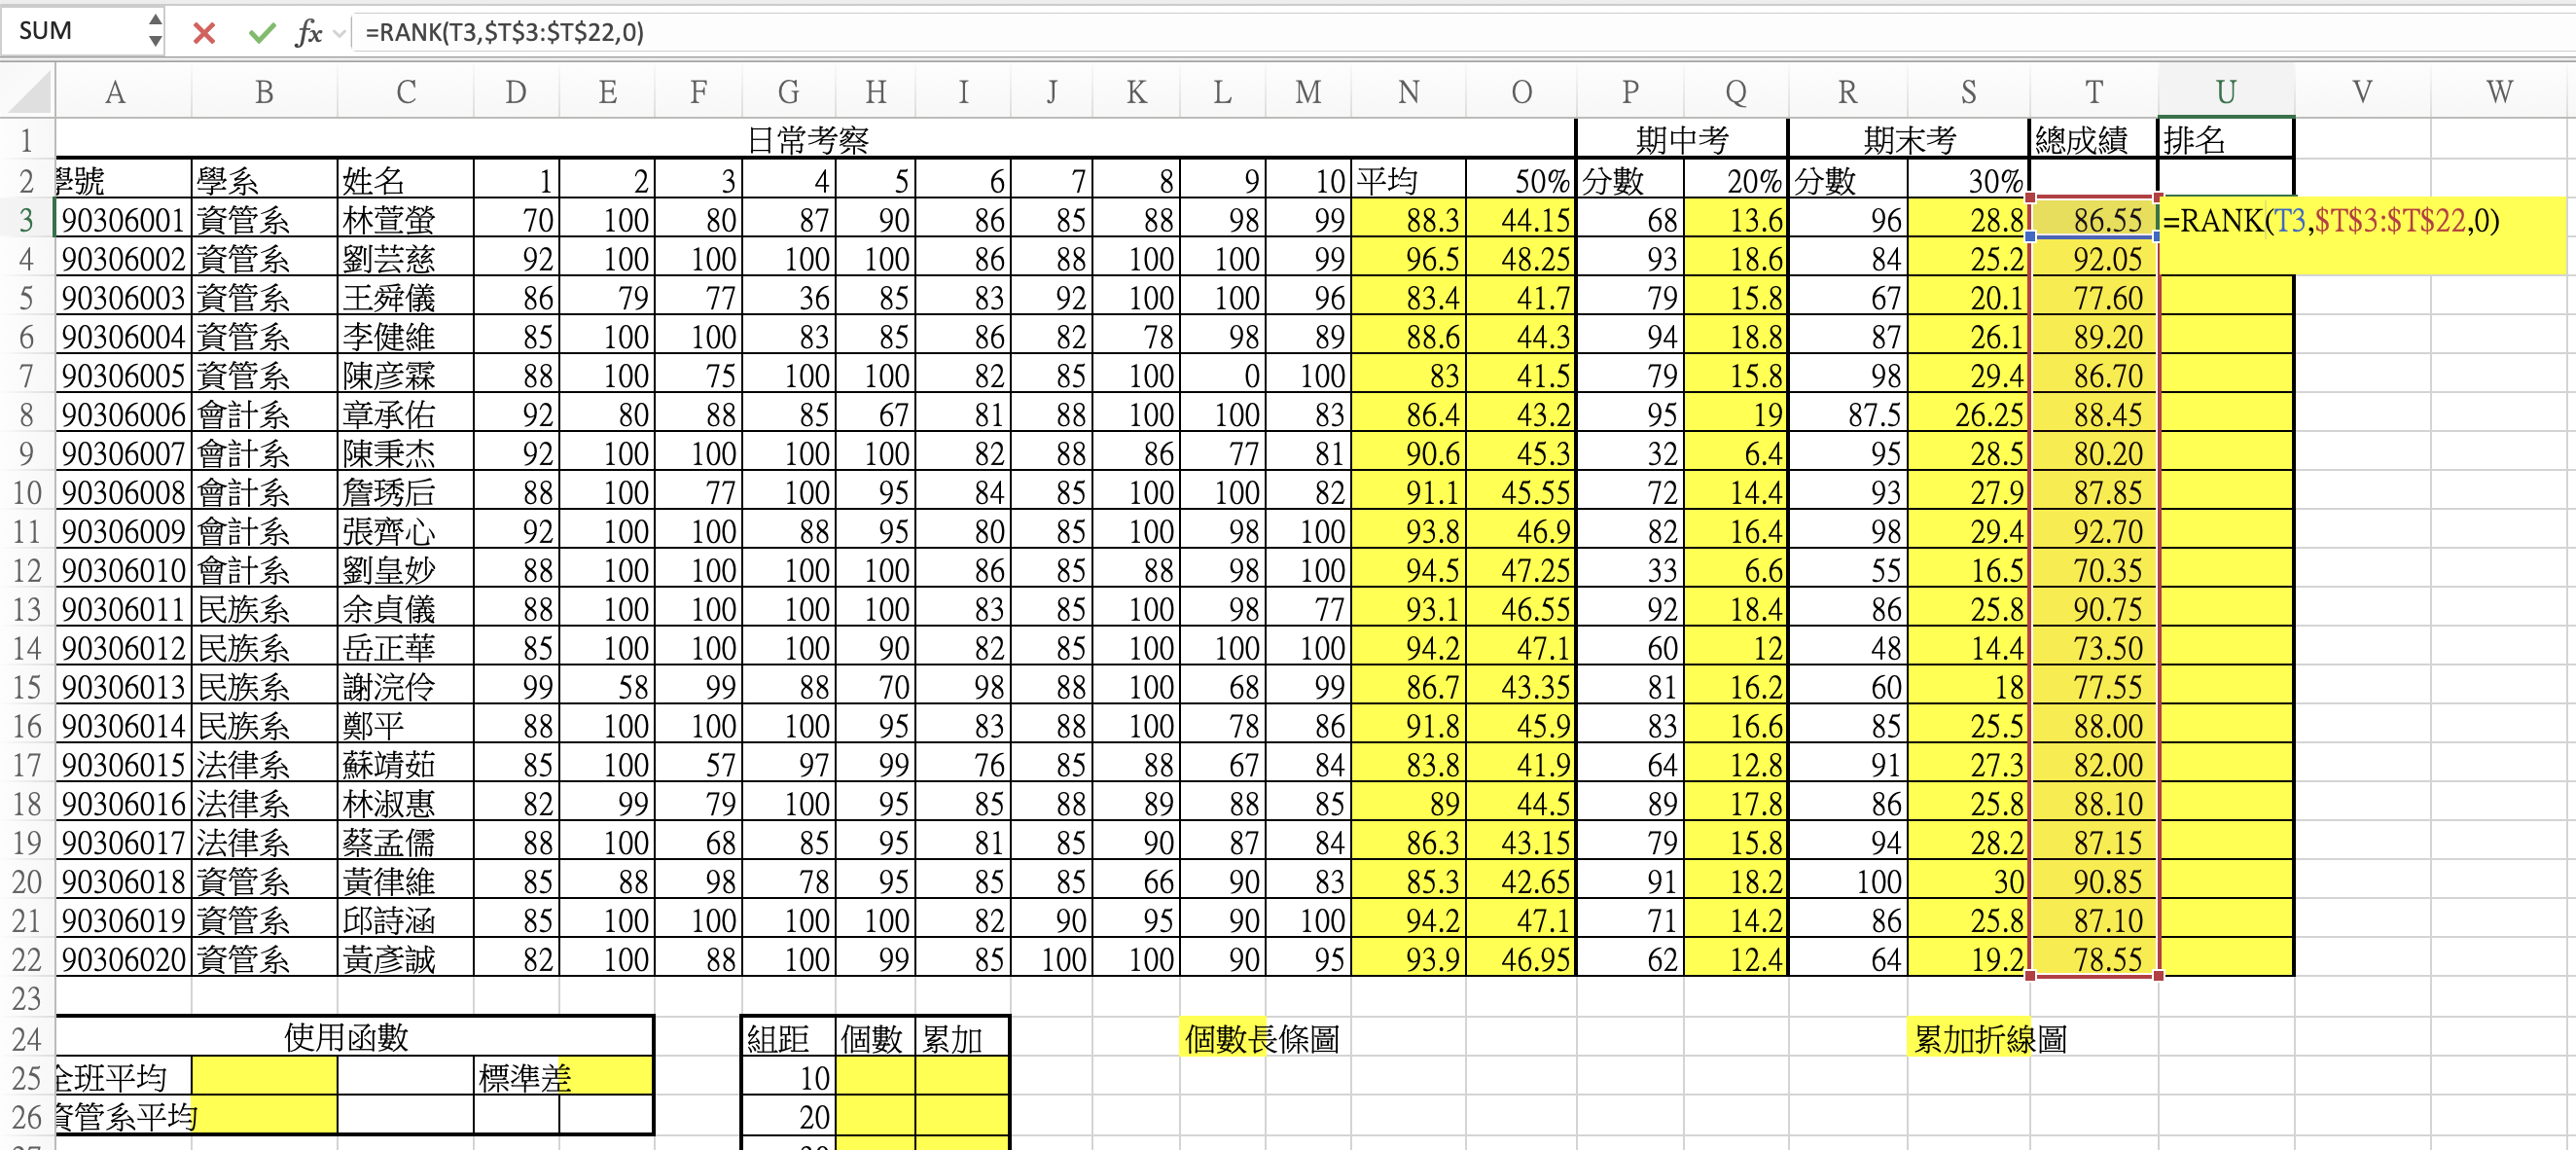 SUM =RANK(T3,$T$3:$T$22,0)
A B C D E F G H I J K L M N O P Q R S T U V W
1 日常考察 期中考 期末考 總成績 排名
2 學號 學系 姓名 1 2 3 4 5 6 7 8 9 10 平均 50% 分數 20% 分數 30%
3 90306001 資管系 林萱螢 70 100 80 87 90 86 85 88 98 99 88.3 44.15 68 13.6 96 28.8 86.55 =RANK(T3,$T$3:$T$22,0)
4 90306002 資管系 劉芸慈 92 100 100 100 100 86 88 100 100 99 96.5 48.25 93 18.6 84 25.2 92.05
5 90306003 資管系 王舜儀 86 79 77 36 85 83 92 100 100 96 83.4 41.7 79 15.8 67 20.1 77.60
6 90306004 資管系 李健維 85 100 100 83 85 86 82 78 98 89 88.6 44.3 94 18.8 87 26.1 89.20
7 90306005 資管系 陳彦霖 88 100 75 100 100 82 85 100 0 100 83 41.5 79 15.8 98 29.4 86.70
8 90306006 會計系 章承佑 92 80 88 85 67 81 88 100 100 83 86.4 43.2 95 19 87.5 26.25 88.45
9 90306007 會計系 陳秉杰 92 100 100 100 100 82 88 86 77 81 90.6 45.3 32 6.4 95 28.5 80.20
10 90306008 會計系 詹琇后 88 100 77 100 95 84 85 100 100 82 91.1 45.55 72 14.4 93 27.9 87.85
11 90306009 會計系 張齊心 92 100 100 88 95 80 85 100 98 100 93.8 46.9 82 16.4 98 29.4 92.70
12 90306010 會計系 劉皇妙 88 100 100 100 100 86 85 88 98 100 94.5 47.25 33 6.6 55 16.5 70.35
13 90306011 民族系 余貞儀 88 100 100 100 100 83 85 100 98 77 93.1 46.55 92 18.4 86 25.8 90.75
14 90306012 民族系 岳正華 85 100 100 100 90 82 85 100 100 100 94.2 47.1 60 12 48 14.4 73.50
15 90306013 民族系 謝浣伶 99 58 99 88 70 98 88 100 68 99 86.7 43.35 81 16.2 60 18 77.55
16 90306014 民族系 鄭平 88 100 100 100 95 83 88 100 78 86 91.8 45.9 83 16.6 85 25.5 88.00
17 90306015 法律系 蘇靖茹 85 100 57 97 99 76 85 88 67 84 83.8 41.9 64 12.8 91 27.3 82.00
18 90306016 法律系 林淑惠 82 99 79 100 95 85 88 89 88 85 89 44.5 89 17.8 86 25.8 88.10
19 90306017 法律系 蔡孟儒 88 100 68 85 95 81 85 90 87 84 86.3 43.15 79 15.8 94 28.2 87.15
20 90306018 資管系 黃律維 85 88 98 78 95 85 85 66 90 83 85.3 42.65 91 18.2 100 30 90.85
21 90306019 資管系 邱詩涵 85 100 100 100 100 82 90 95 90 100 94.2 47.1 71 14.2 86 25.8 87.10
22 90306020 資管系 黃彥誠 82 100 88 100 99 85 100 100 90 95 93.9 46.95 62 12.4 64 19.2 78.55
23
24 使用函數 組距 個數 累加 個數長條圖 累加折線圖
25 全班平均 標準差 10
26 資管系平均 20